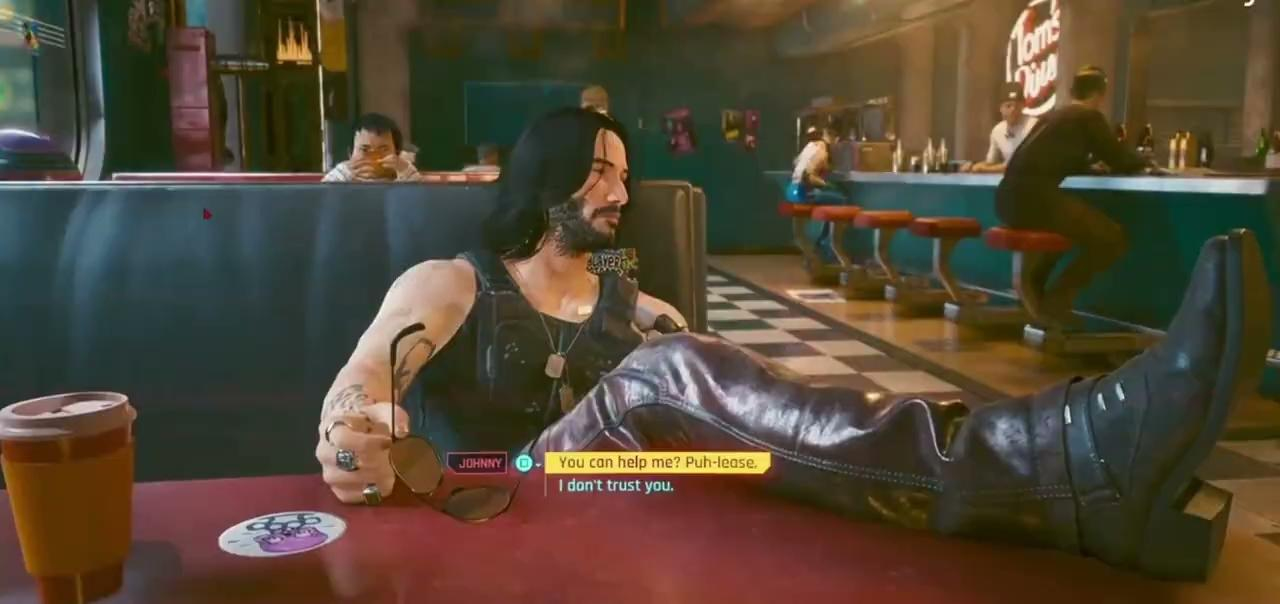 Tom's
Diner
JOHNNY
You can help me? Puh-lease.
I don't trust you.